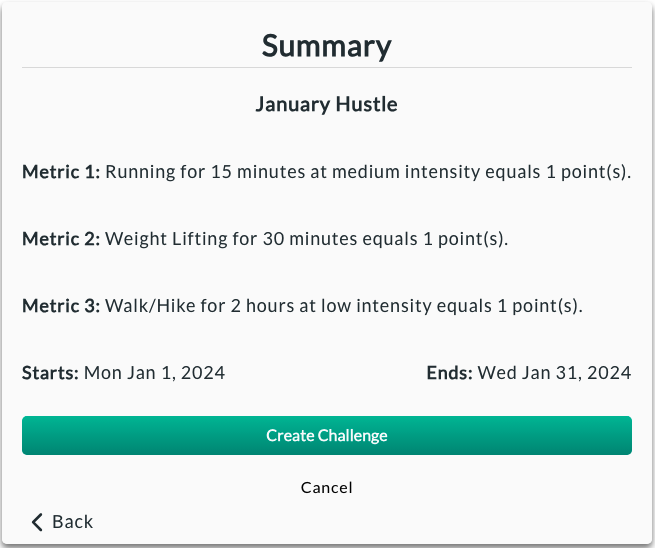 Summary
January Hustle
Metric 1: Running for 15 minutes at medium intensity equals 1 point(s).
Metric 2: Weight Lifting for 30 minutes equals 1 point(s).
Metric 3: Walk/Hike for 2 hours at low intensity equals 1 point(s).
Starts: Mon Jan 1, 2024 Ends: Wed Jan 31, 2024
Create Challenge
Cancel
Back